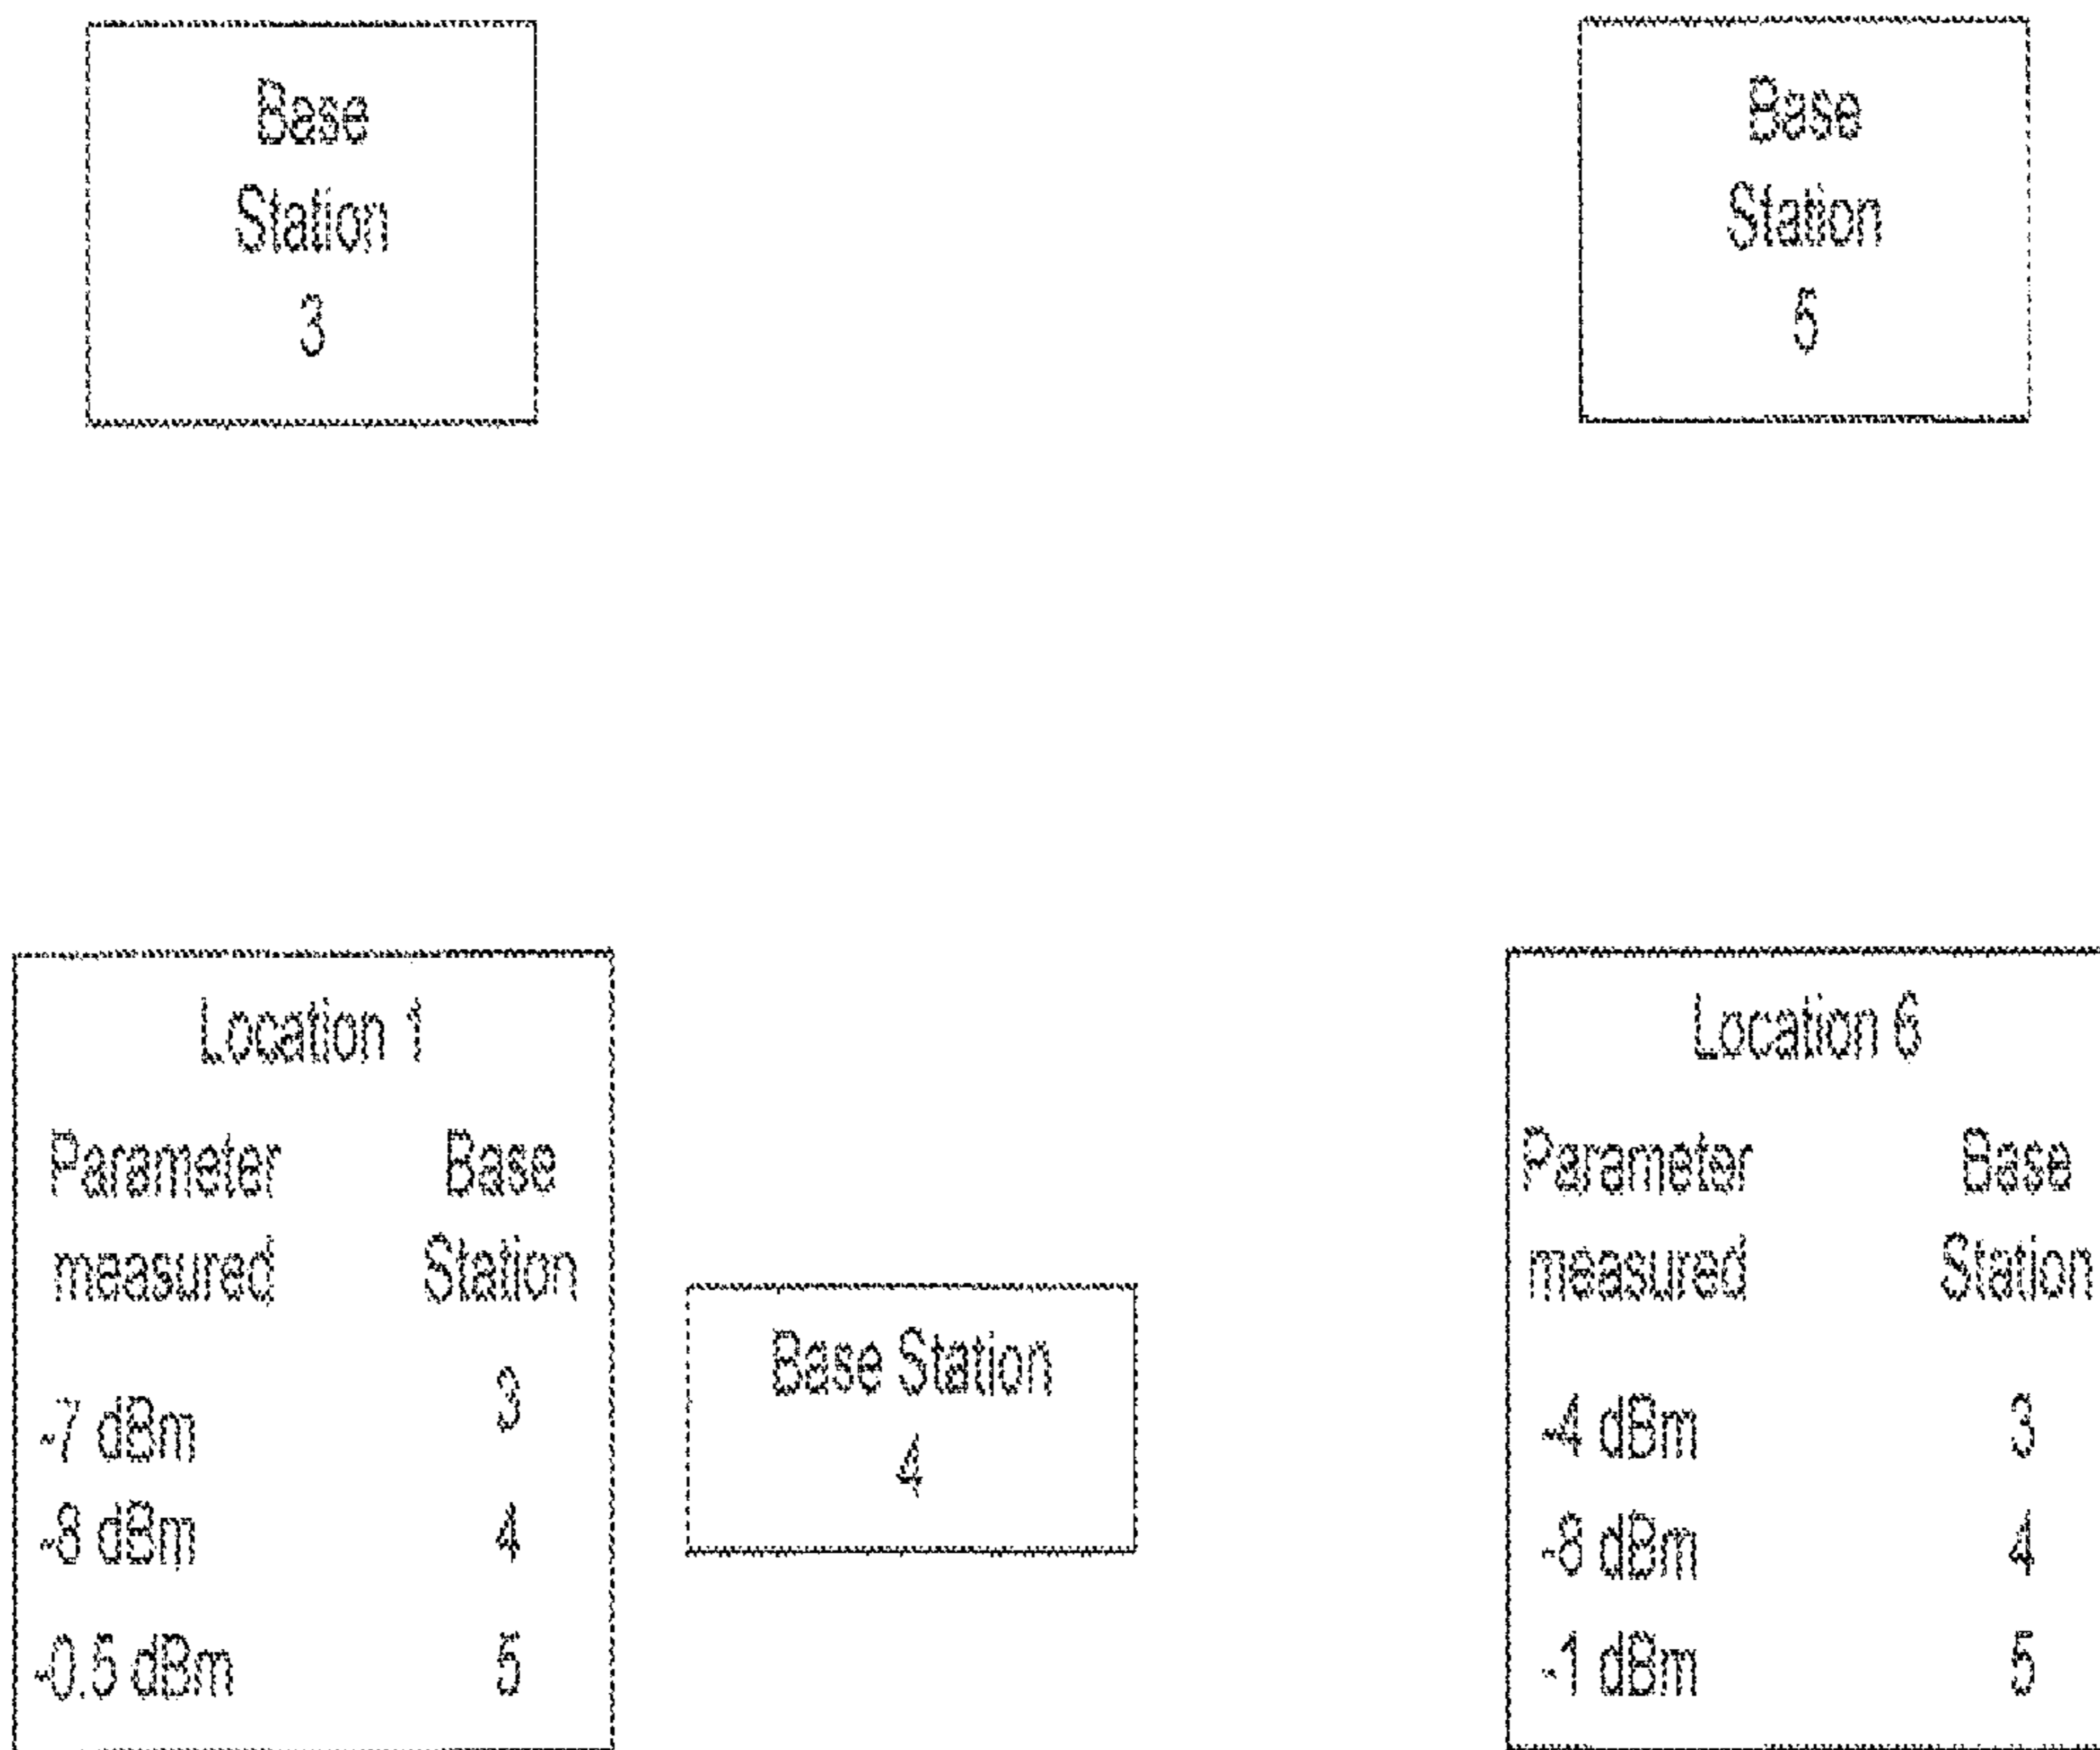 Base
Station
3
Base
Station
5
Location 1
Parameter Base
measured Station
-7 dBm 3
-8 dBm 4
-0.5 dBm 5
Base Station
4
Location 6
Parameter Base
measured Station
-4 dBm 3
-8 dBm 4
-1 dBm 5